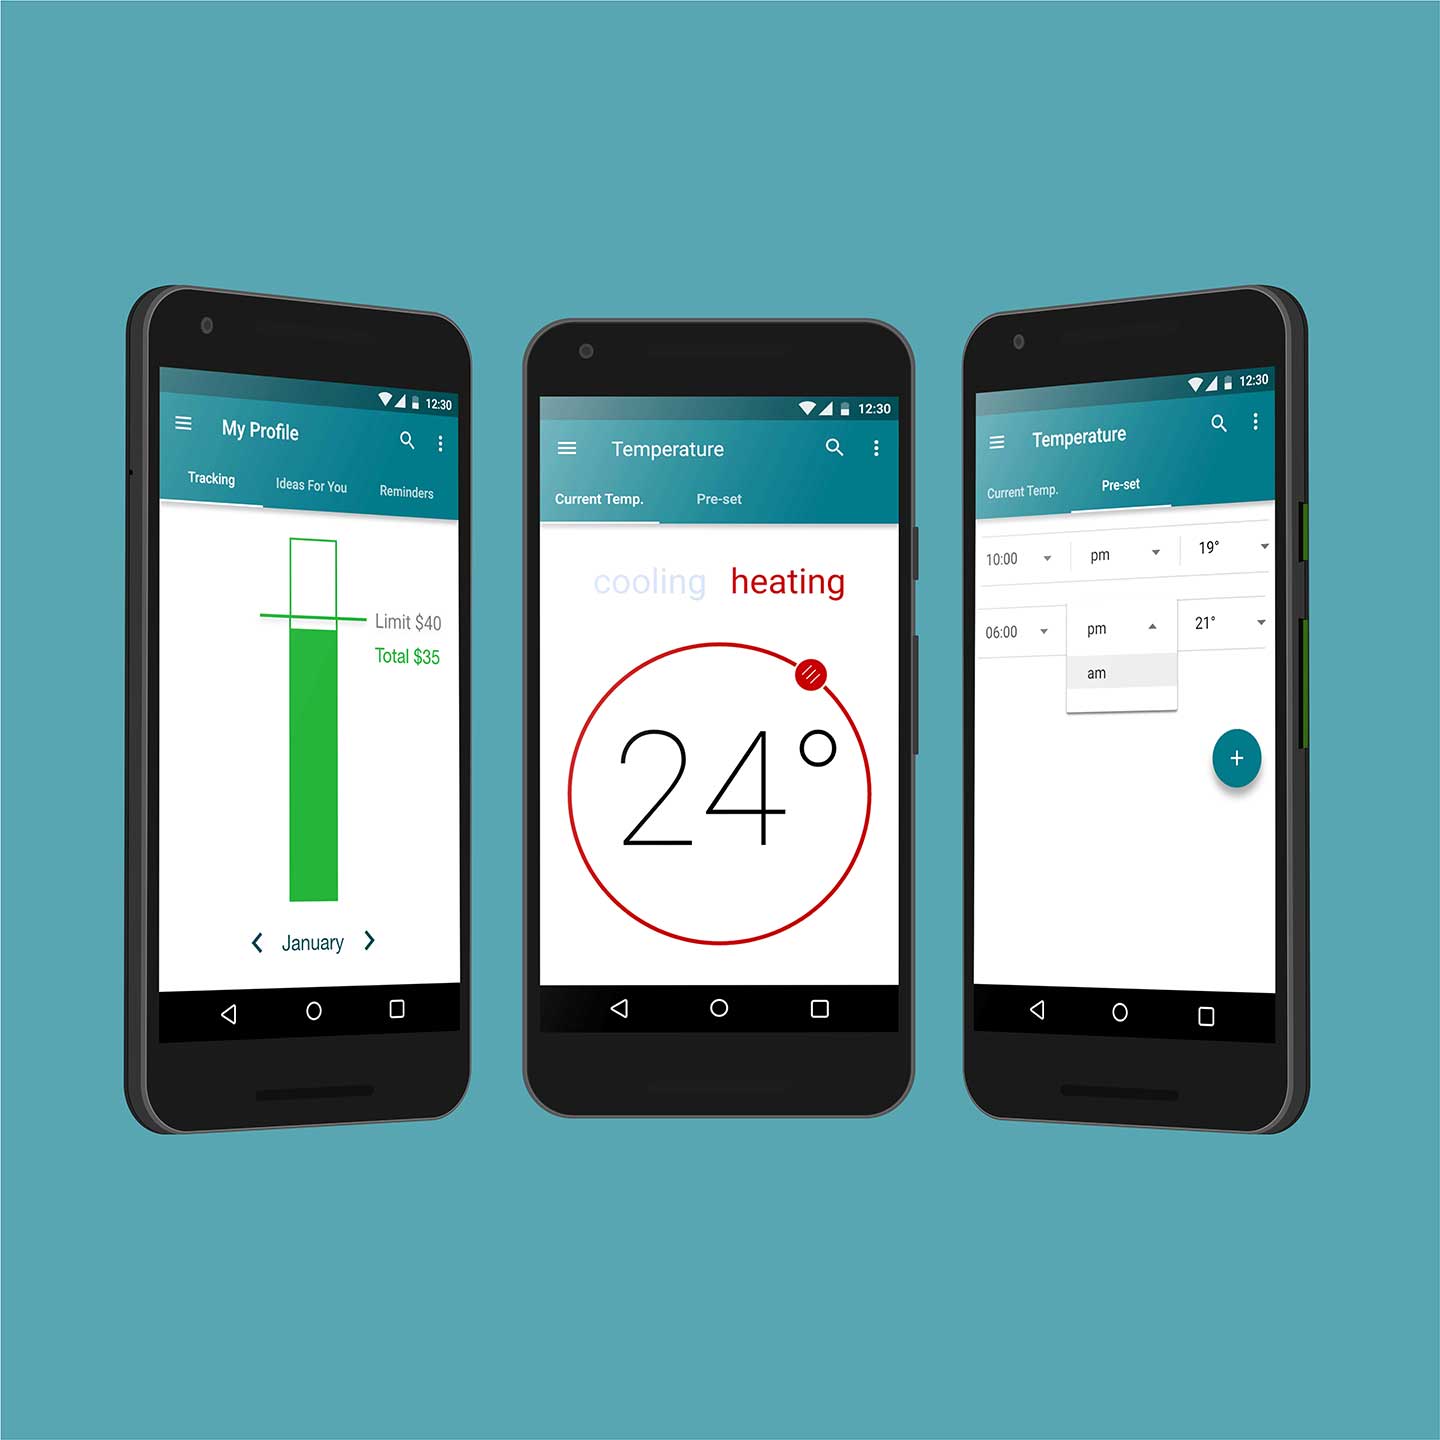 12:30
My Profile
Tracking Ideas For You Reminders
Limit $40
Total $35
January
12:30
Temperature
Current Temp. Pre-set
cooling heating
24°
12:30
Temperature
Current Temp. Pre-set
10:00 pm 19°
06:00 pm 21°
am